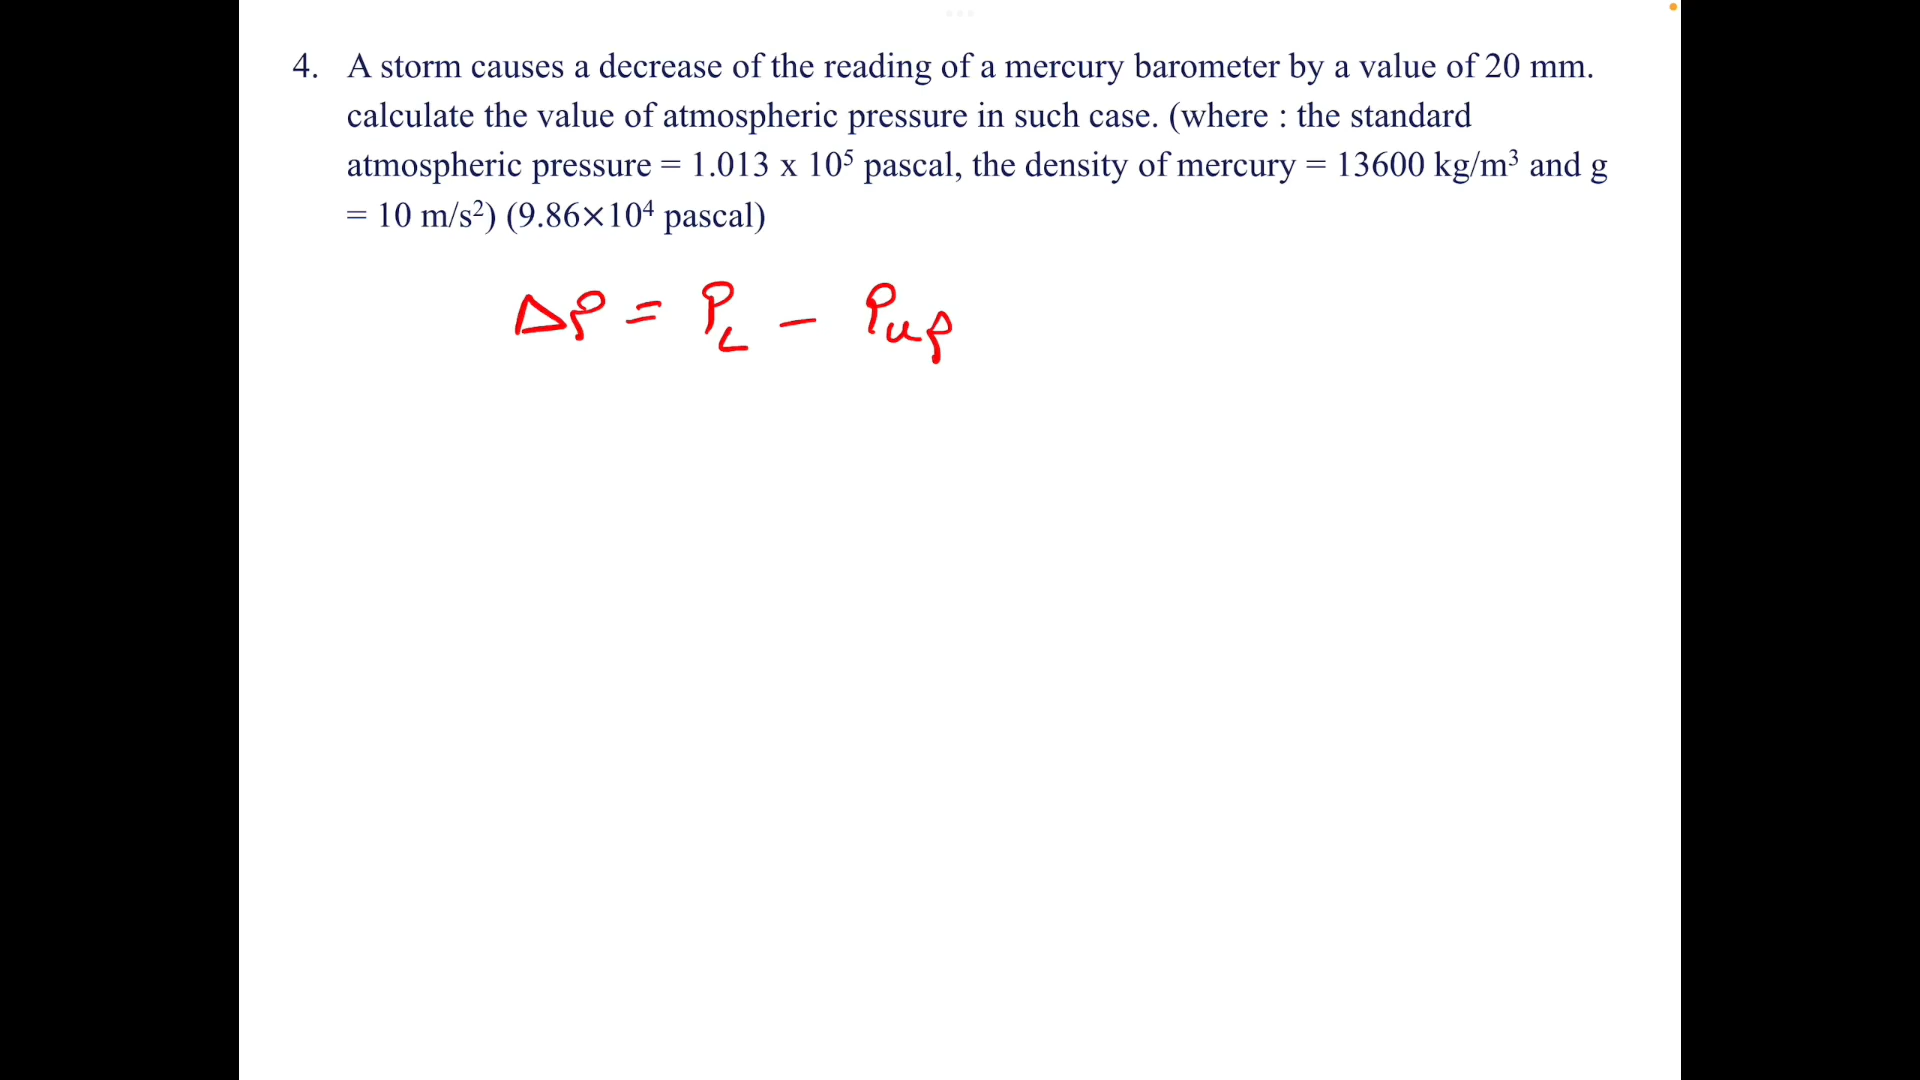 4. A storm causes a decrease of the reading of a mercury barometer by a value of 20 mm.
calculate the value of atmospheric pressure in such case. (where : the standard
atmospheric pressure = 1.013 x 10⁵ pascal, the density of mercury = 13600 kg/m³ and g
= 10 m/s²) (9.86×10⁴ pascal)
ΔP = P_L - P_up